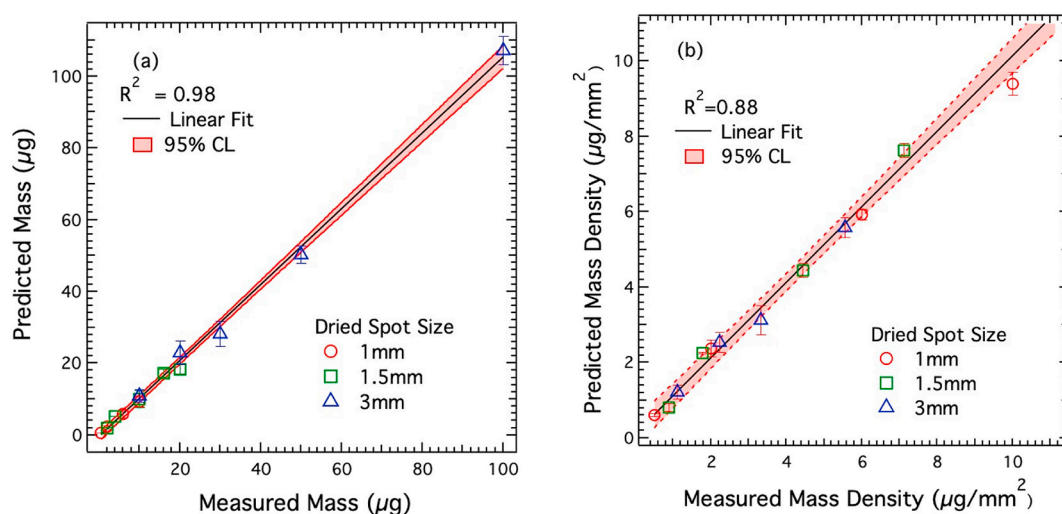 (a)
R² = 0.98
Linear Fit
95% CL
Predicted Mass (µg)
100
80
60
40
20
0
Dried Spot Size
1mm
1.5mm
3mm
20
40
60
80
100
Measured Mass (µg)
(b)
R²=0.88
Linear Fit
95% CL
Predicted Mass Density (µg/mm²)
10
8
6
4
2
0
Dried Spot Size
1mm
1.5mm
3mm
2
4
6
8
10
Measured Mass Density (µg/mm²)